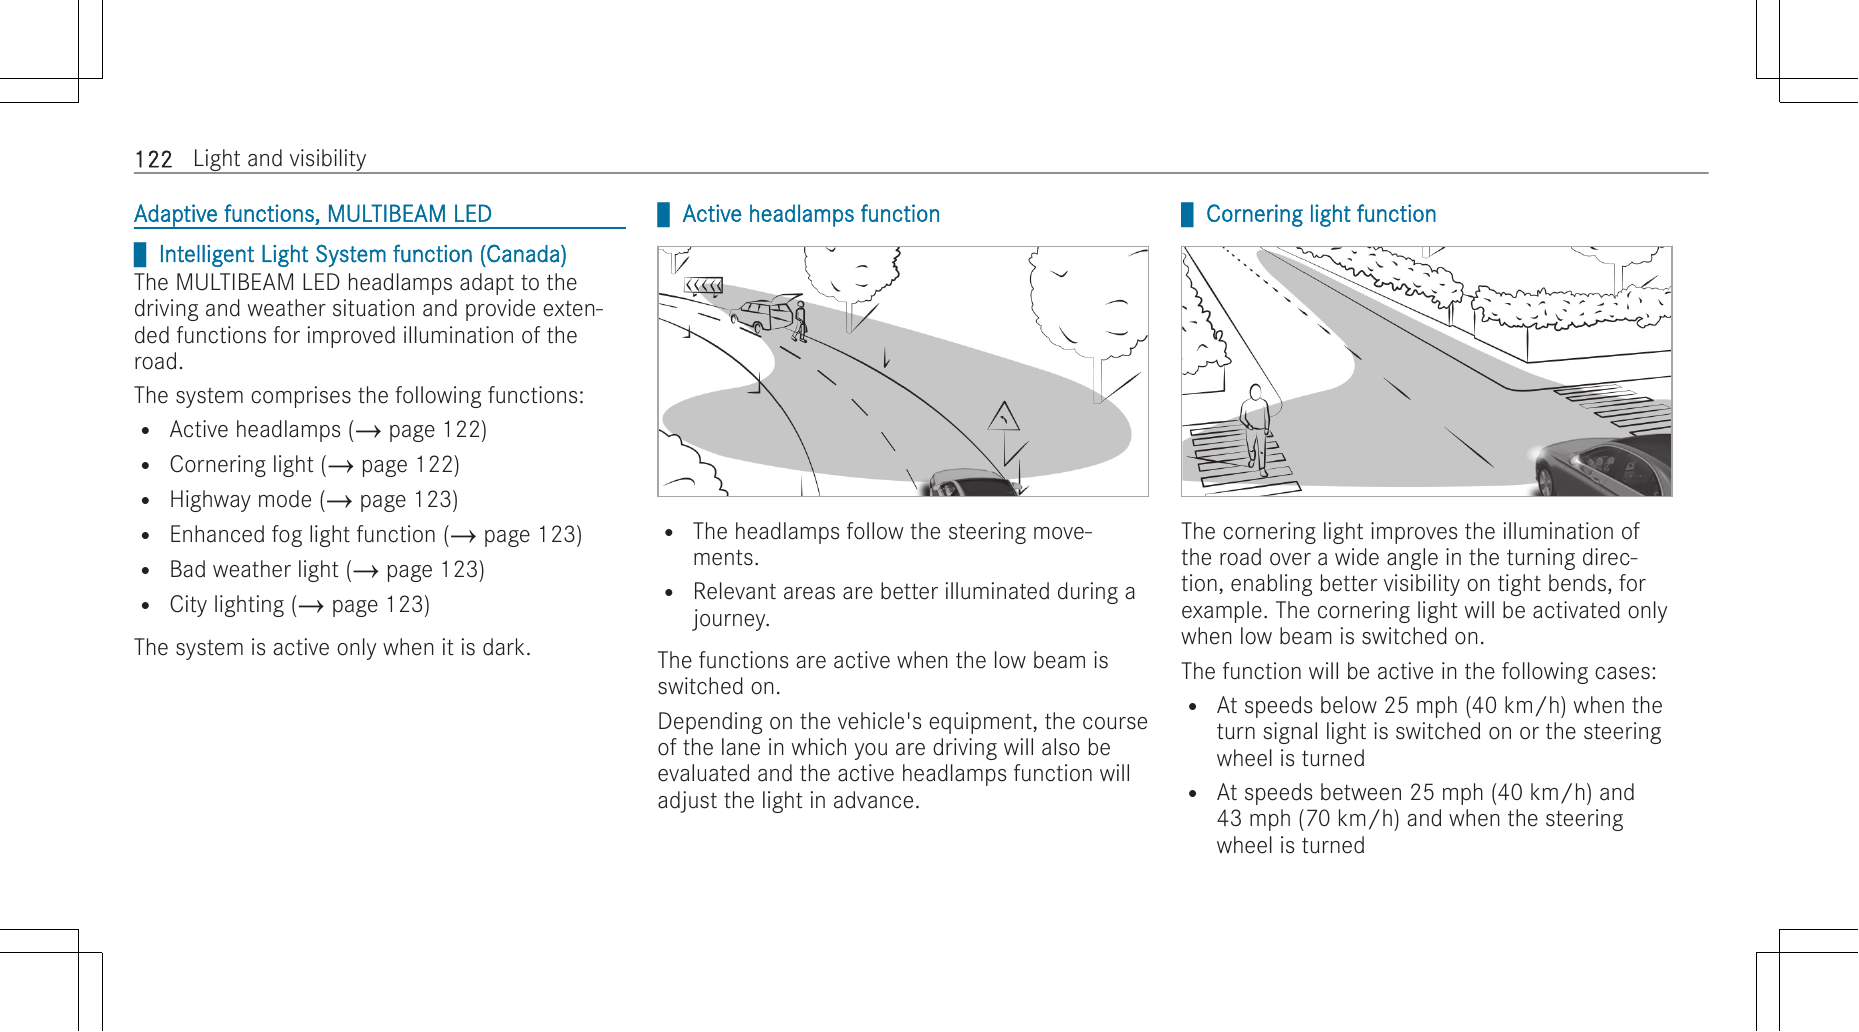 122 Light and visibility
Adaptive functions, MULTIBEAM LED
Intelligent Light System function (Canada)
The MULTIBEAM LED headlamps adapt to the
driving and weather situation and provide exten-
ded functions for improved illumination of the
road.
The system comprises the following functions:
• Active headlamps (→ page 122)
• Cornering light (→ page 122)
• Highway mode (→ page 123)
• Enhanced fog light function (→ page 123)
• Bad weather light (→ page 123)
• City lighting (→ page 123)
The system is active only when it is dark.
Active headlamps function
• The headlamps follow the steering move-
ments.
• Relevant areas are better illuminated during a
journey.
The functions are active when the low beam is
switched on.
Depending on the vehicle's equipment, the course
of the lane in which you are driving will also be
evaluated and the active headlamps function will
adjust the light in advance.
Cornering light function
The cornering light improves the illumination of
the road over a wide angle in the turning direc-
tion, enabling better visibility on tight bends, for
example. The cornering light will be activated only
when low beam is switched on.
The function will be active in the following cases:
• At speeds below 25 mph (40 km/h) when the
turn signal light is switched on or the steering
wheel is turned
• At speeds between 25 mph (40 km/h) and
43 mph (70 km/h) and when the steering
wheel is turned